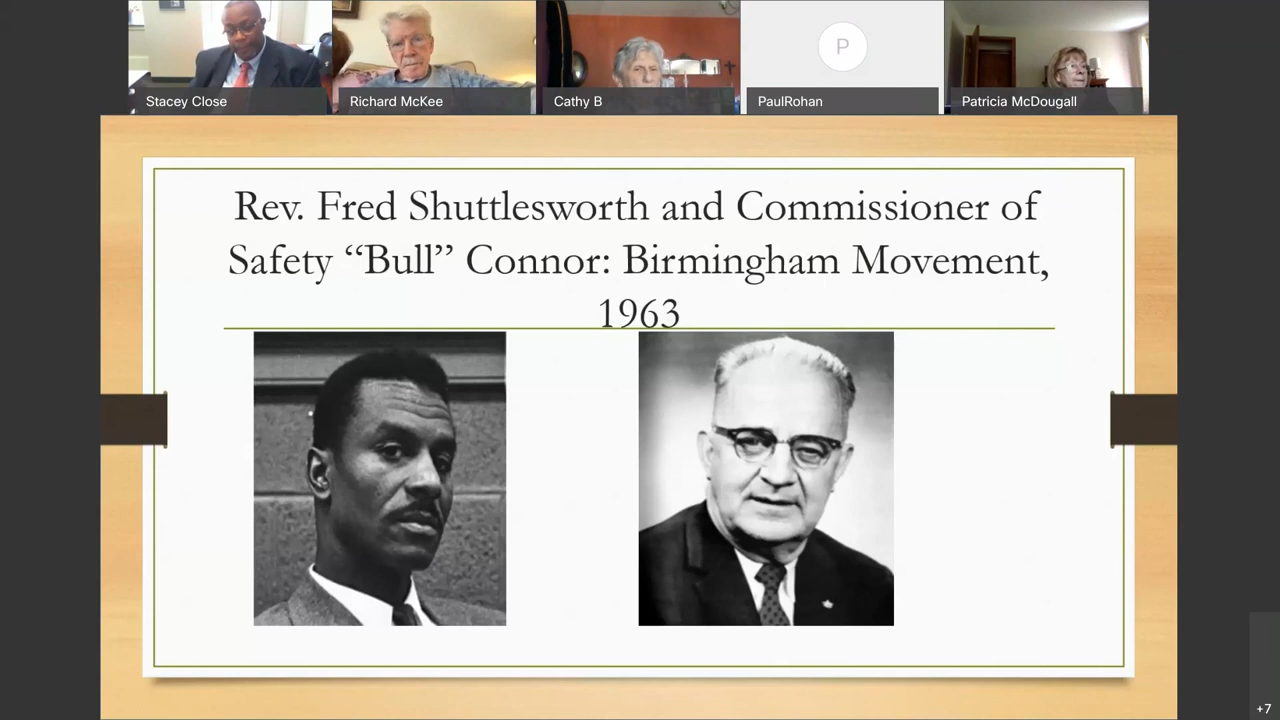 Stacey Close
Richard McKee
Cathy B
P
PaulRohan
Patricia McDougall
Rev. Fred Shuttlesworth and Commissioner of
Safety “Bull” Connor: Birmingham Movement,
1963
+7